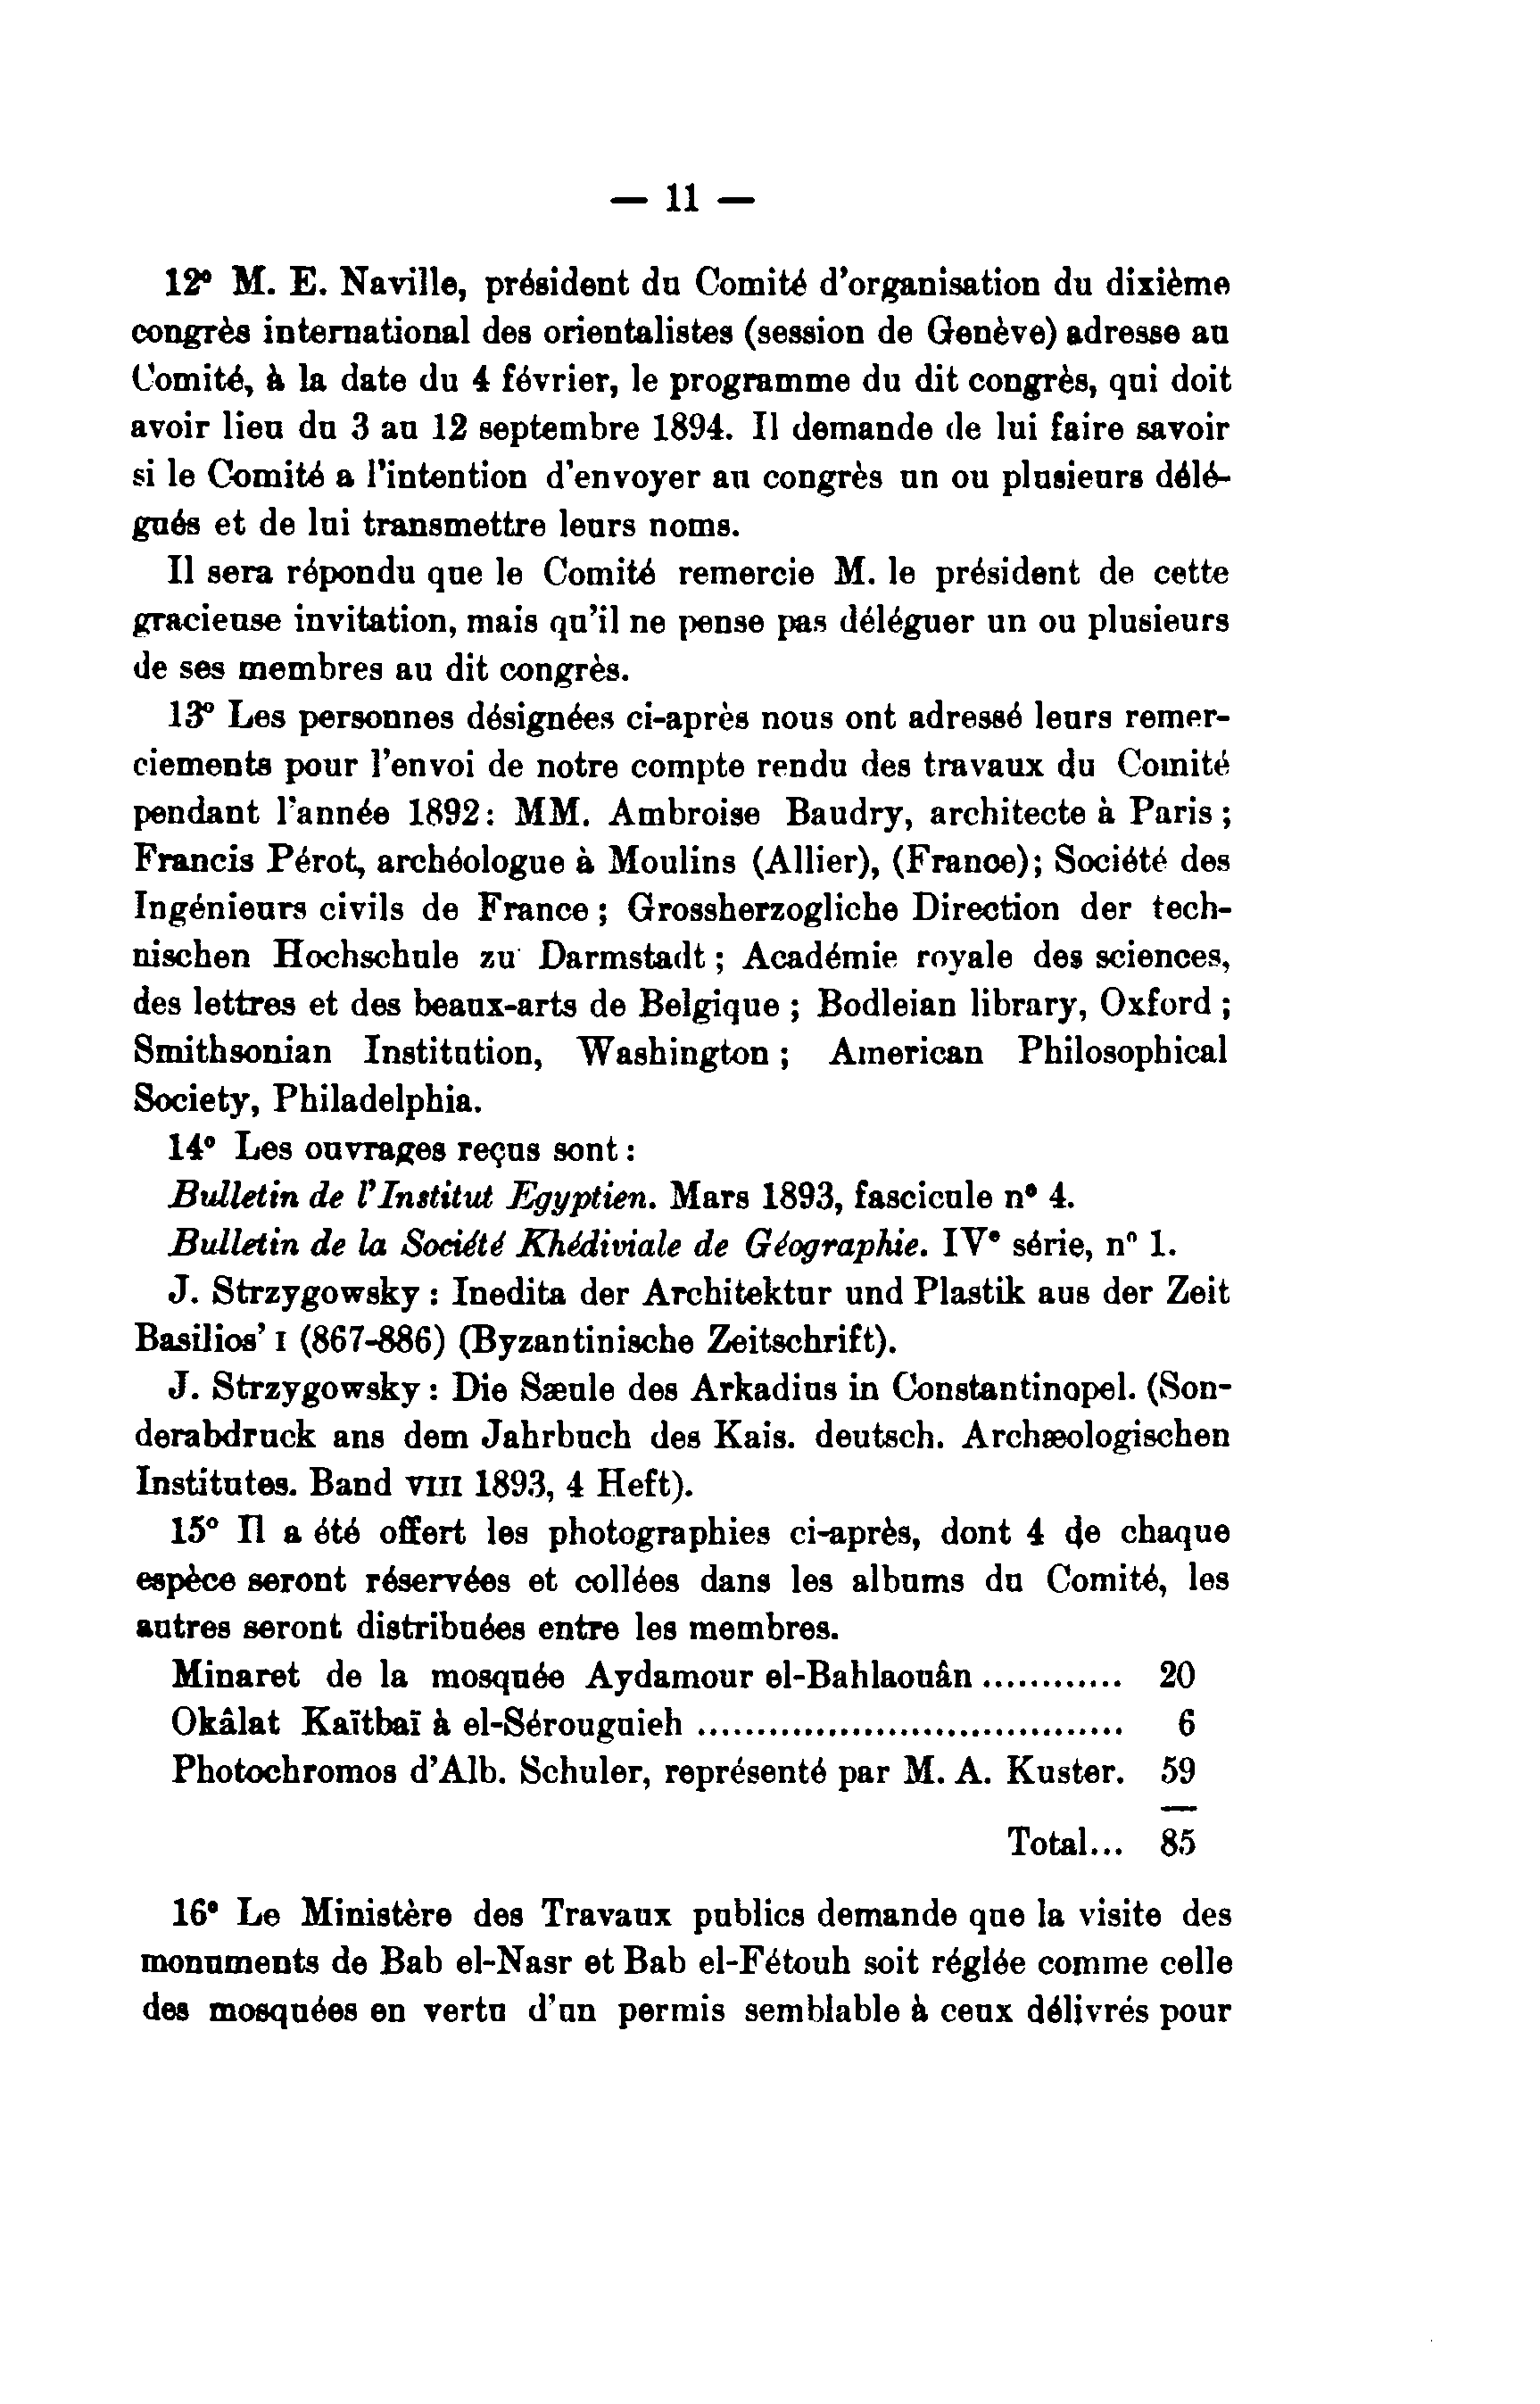 — 11 —
12° M. E. Naville, président du Comité d'organisation du dixième
congrès international des orientalistes (session de Genève) adresse au
Comité, à la date du 4 février, le programme du dit congrès, qui doit
avoir lieu du 3 au 12 septembre 1894. Il demande de lui faire savoir
si le Comité a l'intention d'envoyer au congrès un ou plusieurs délé-
gués et de lui transmettre leurs noms.
Il sera répondu que le Comité remercie M. le président de cette
gracieuse invitation, mais qu'il ne pense pas déléguer un ou plusieurs
de ses membres au dit congrès.
13° Les personnes désignées ci-après nous ont adressé leurs remer-
ciements pour l'envoi de notre compte rendu des travaux du Comité
pendant l'année 1892: MM. Ambroise Baudry, architecte à Paris ;
Francis Pérot, archéologue à Moulins (Allier), (France); Société des
Ingénieurs civils de France ; Grossherzogliche Direction der tech-
nischen Hochschule zu Darmstadt ; Académie royale des sciences,
des lettres et des beaux-arts de Belgique ; Bodleian library, Oxford ;
Smithsonian Institution, Washington ; American Philosophical
Society, Philadelphia.
14° Les ouvrages reçus sont :
Bulletin de l'Institut Egyptien. Mars 1893, fascicule n° 4.
Bulletin de la Société Khédiviale de Géographie. IVe série, n° 1.
J. Strzygowsky : Inedita der Architektur und Plastik aus der Zeit
Basilios' I (867-886) (Byzantinische Zeitschrift).
J. Strzygowsky : Die Sæule des Arkadius in Constantinopel. (Son-
derabdruck ans dem Jahrbuch des Kais. deutsch. Archæologischen
Institutes. Band VIII 1893, 4 Heft).
15° Il a été offert les photographies ci-après, dont 4 de chaque
espèce seront réservées et collées dans les albums du Comité, les
autres seront distribuées entre les membres.
Minaret de la mosquée Aydamour el-Bahlaouân ............ 20
Okâlat Kaïtbaï à el-Sérouguieh .................................... 6
Photochromos d'Alb. Schuler, représenté par M. A. Kuster. 59
Total... 85
16° Le Ministère des Travaux publics demande que la visite des
monuments de Bab el-Nasr et Bab el-Fétouh soit réglée comme celle
des mosquées en vertu d'un permis semblable à ceux délivrés pour